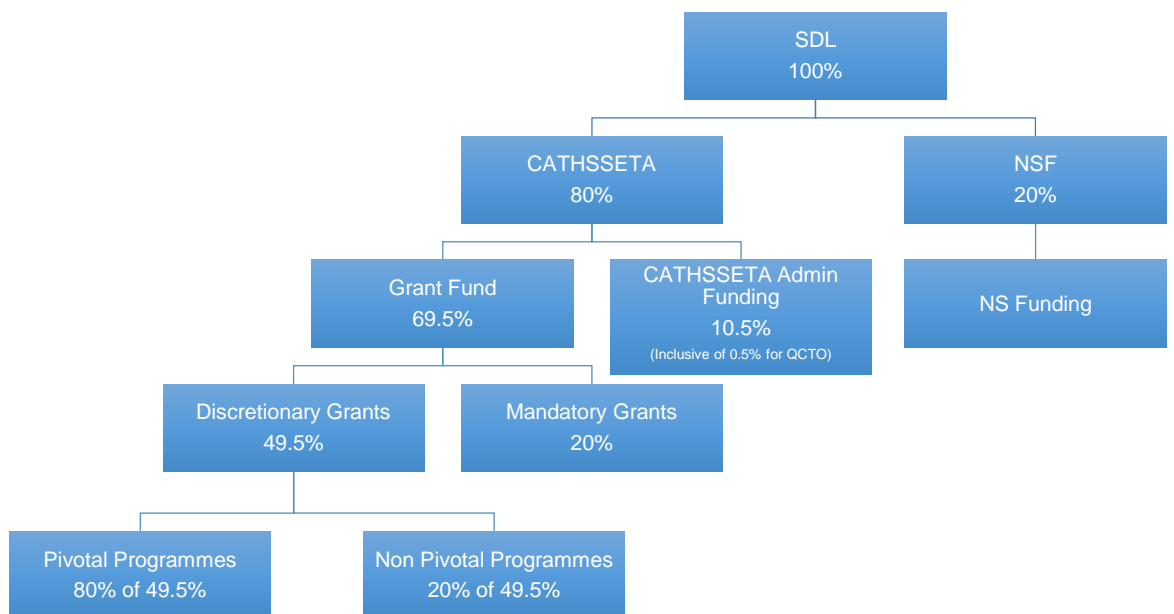 SDL
100%
CATHSSETA
80%
NSF
20%
Grant Fund
69.5%
CATHSSETA Admin
Funding
10.5%
(Inclusive of 0.5% for QCTO)
NS Funding
Discretionary Grants
49.5%
Mandatory Grants
20%
Pivotal Programmes
80% of 49.5%
Non Pivotal Programmes
20% of 49.5%